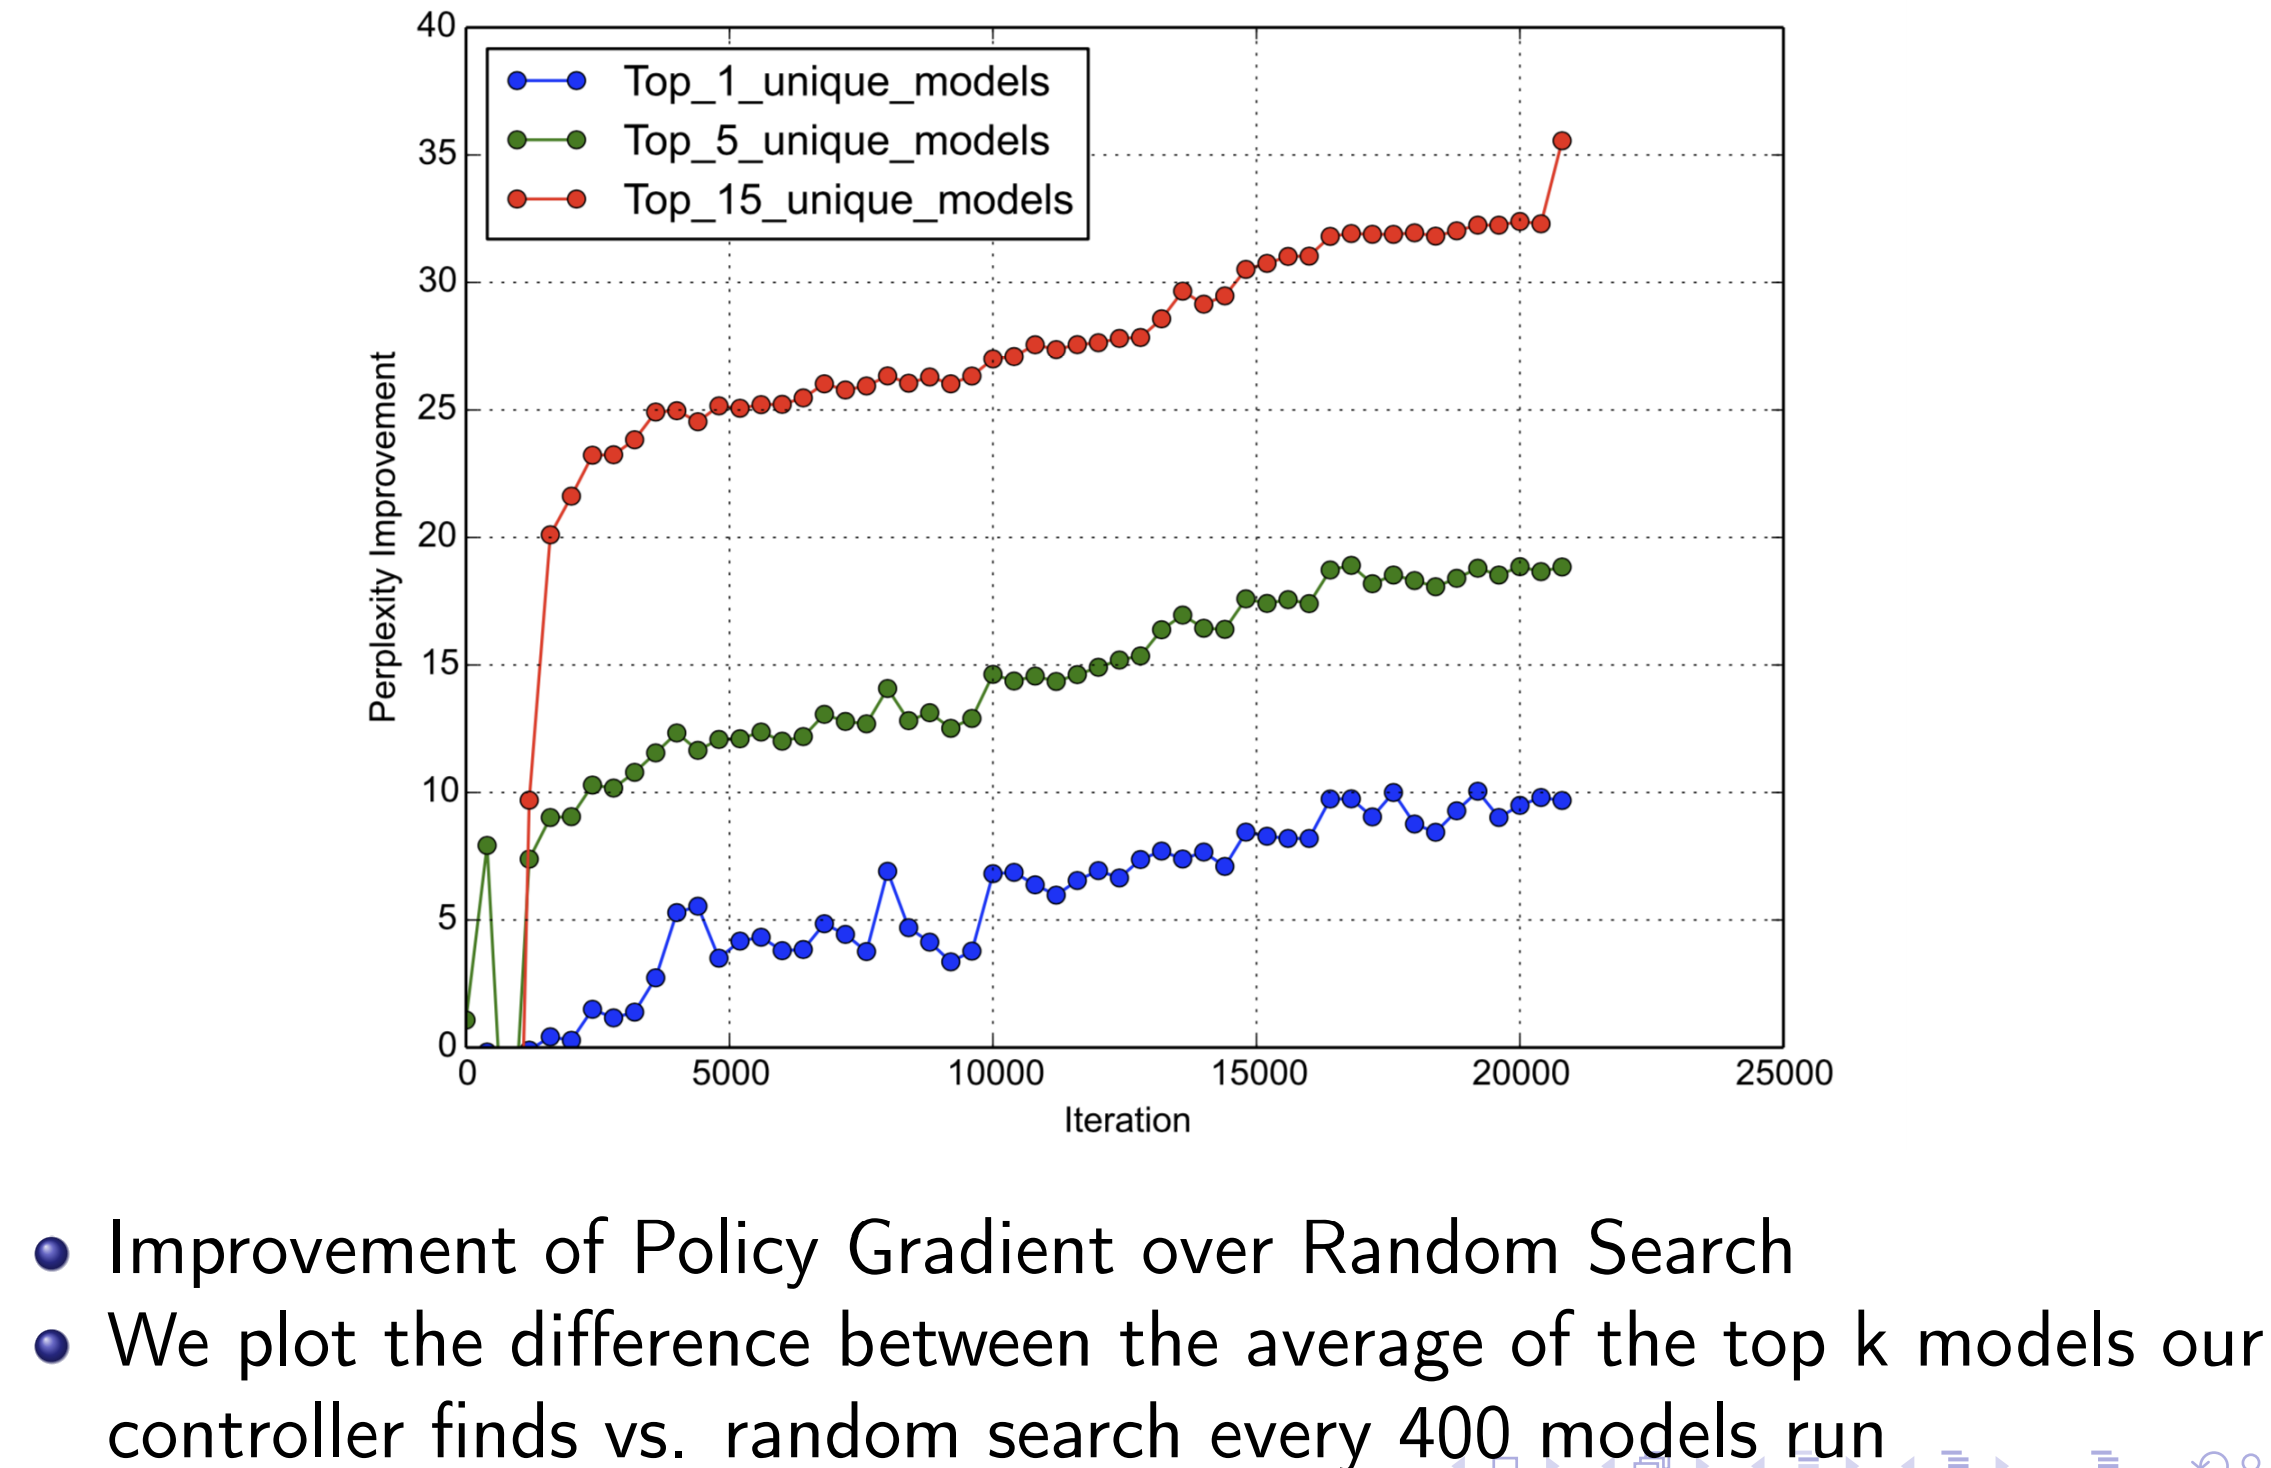 40
35
30
25
20
15
10
5
0
Perplexity Improvement
Top_1_unique_models
Top_5_unique_models
Top_15_unique_models
0 5000 10000 15000 20000 25000
Iteration
Improvement of Policy Gradient over Random Search
We plot the difference between the average of the top k models our
controller finds vs. random search every 400 models run